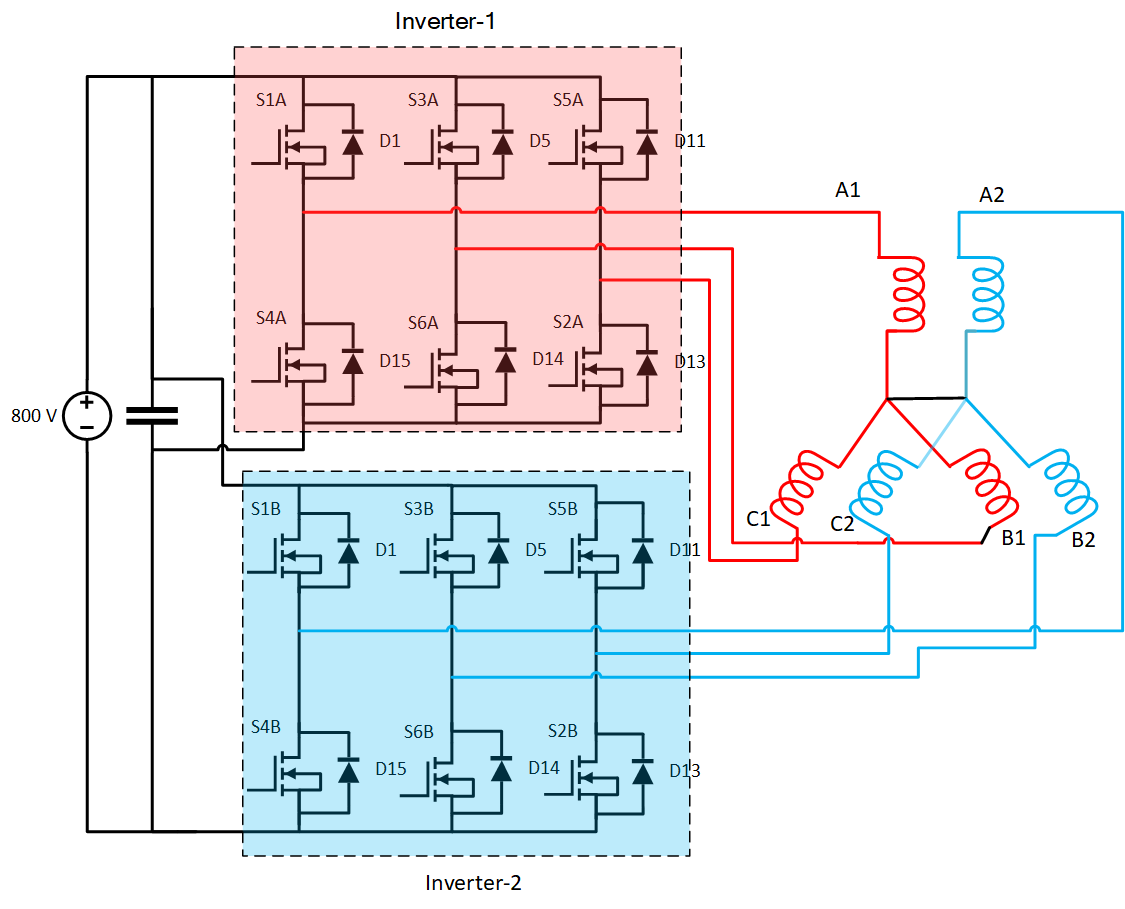 Inverter-1
S1A
S3A
S5A
D1
D5
D11
A1
A2
S4A
S6A
S2A
D15
D14
D13
800 V
+
−
S1B
S3B
S5B
C1
C2
B1
B2
D1
D5
D11
S4B
S6B
S2B
D15
D14
D13
Inverter-2